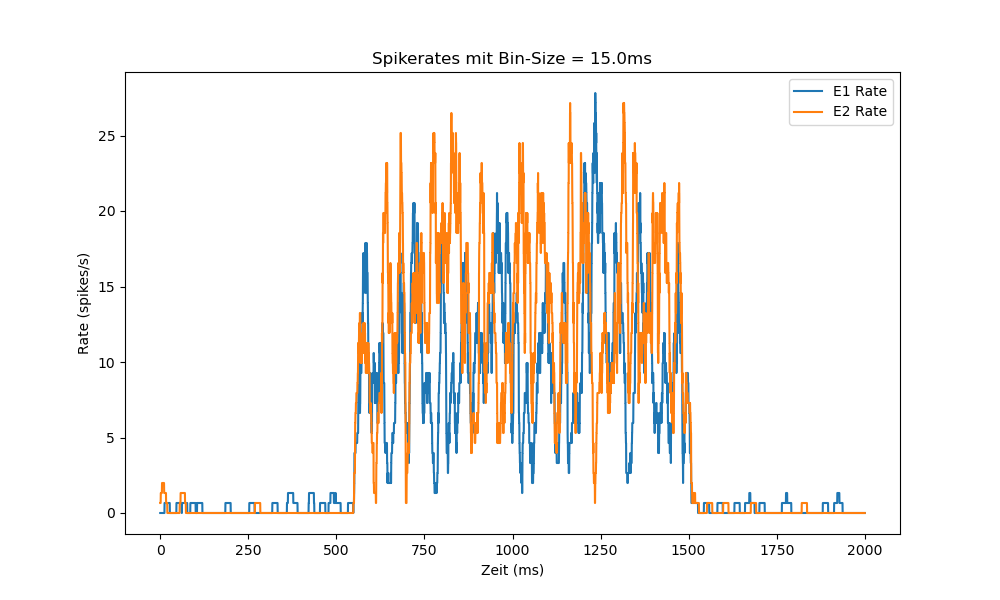 Spikerates mit Bin-Size = 15.0ms
E1 Rate
E2 Rate
Rate (spikes/s)
25
20
15
10
5
0
0 250 500 750 1000 1250 1500 1750 2000
Zeit (ms)